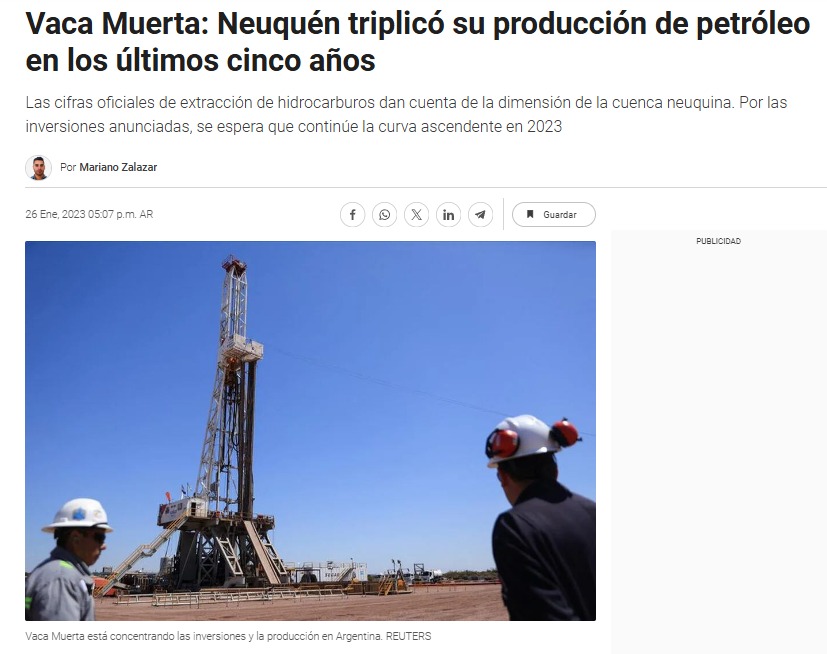 Vaca Muerta: Neuquén triplicó su producción de petróleo
en los últimos cinco años
Las cifras oficiales de extracción de hidrocarburos dan cuenta de la dimensión de la cuenca neuquina. Por las
inversiones anunciadas, se espera que continúe la curva ascendente en 2023
Por Mariano Zalazar
26 Ene, 2023 05:07 p.m. AR
Guardar
PUBLICIDAD
Vaca Muerta está concentrando las inversiones y la producción en Argentina. REUTERS